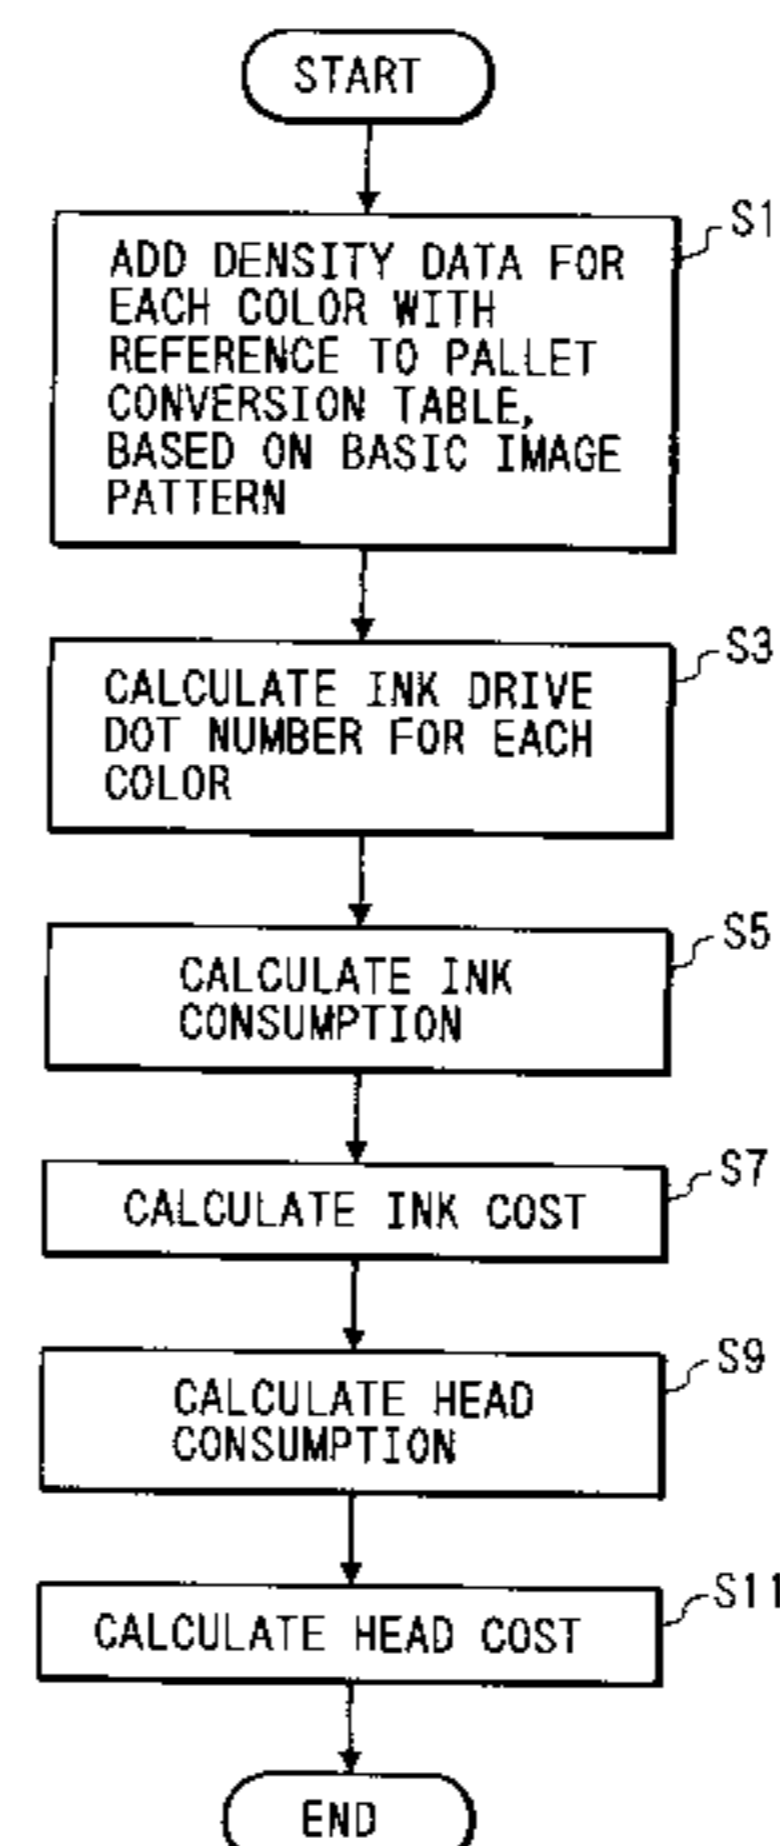 START
S1
ADD DENSITY DATA FOR
EACH COLOR WITH
REFERENCE TO PALLET
CONVERSION TABLE,
BASED ON BASIC IMAGE
PATTERN
S3
CALCULATE INK DRIVE
DOT NUMBER FOR EACH
COLOR
S5
CALCULATE INK
CONSUMPTION
S7
CALCULATE INK COST
S9
CALCULATE HEAD
CONSUMPTION
S11
CALCULATE HEAD COST
END